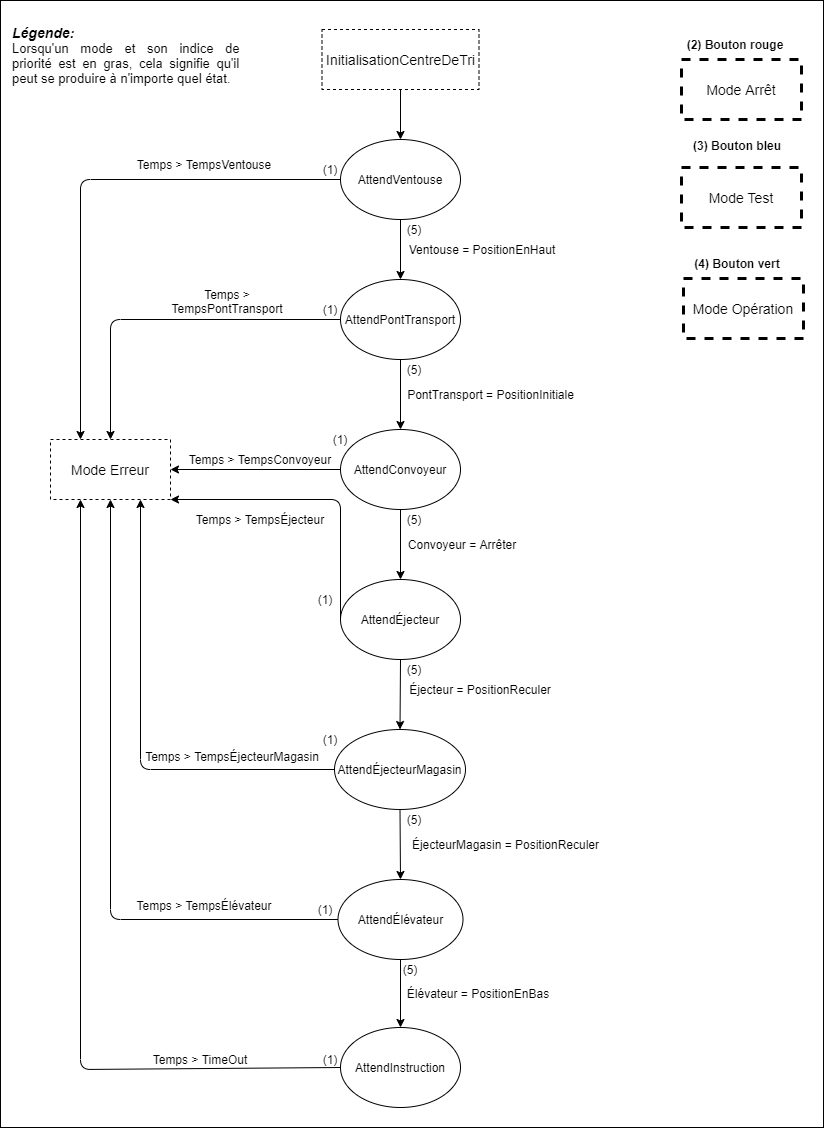 Légende:
Lorsqu'un mode et son indice de
priorité est en gras, cela signifie qu'il
peut se produire à n'importe quel état.
InitialisationCentreDeTri
(2) Bouton rouge
Mode Arrêt
(3) Bouton bleu
Mode Test
(4) Bouton vert
Mode Opération
Temps > TempsVentouse
(1)
AttendVentouse
(5)
Ventouse = PositionEnHaut
Temps >
TempsPontTransport
(1)
AttendPontTransport
(5)
PontTransport = PositionInitiale
(1)
Temps > TempsConvoyeur
AttendConvoyeur
Mode Erreur
(5)
Temps > TempsÉjecteur
Convoyeur = Arrêter
(1)
AttendÉjecteur
(5)
Éjecteur = PositionReculer
(1)
Temps > TempsÉjecteurMagasin
AttendÉjecteurMagasin
(5)
ÉjecteurMagasin = PositionReculer
Temps > TempsÉlévateur
(1)
AttendÉlévateur
(5)
Élévateur = PositionEnBas
Temps > TimeOut
(1)
AttendInstruction